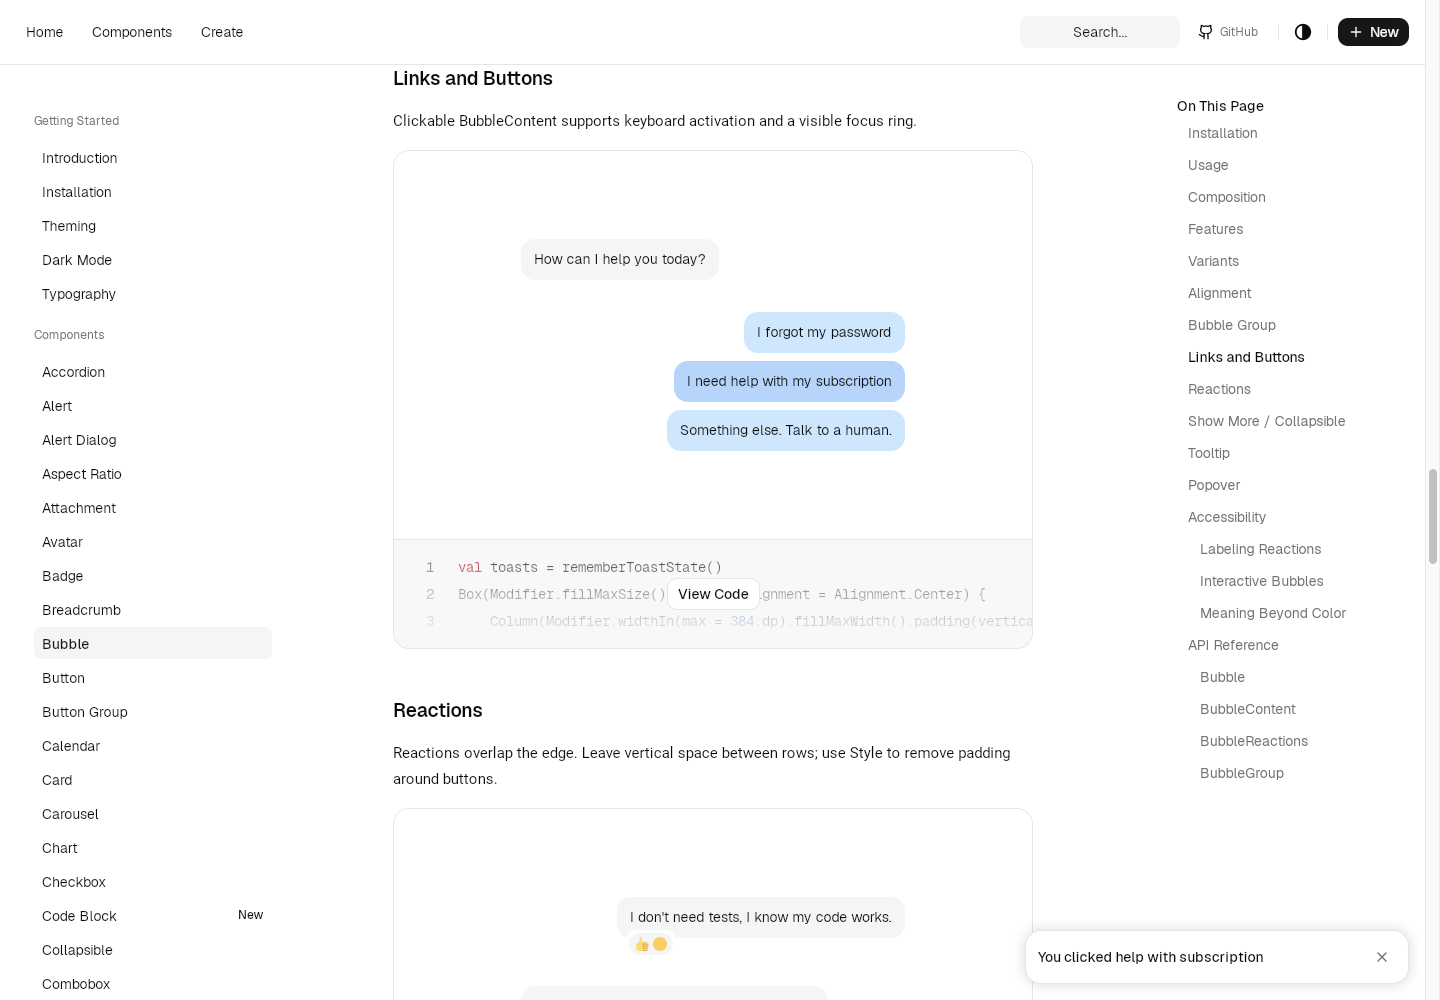 Home
Components
Create
Search...
GitHub
New
Getting Started
Introduction
Installation
Theming
Dark Mode
Typography
Components
Accordion
Alert
Alert Dialog
Aspect Ratio
Attachment
Avatar
Badge
Breadcrumb
Bubble
Button
Button Group
Calendar
Card
Carousel
Chart
Checkbox
Code Block New
Collapsible
Combobox
Links and Buttons
Clickable BubbleContent supports keyboard activation and a visible focus ring.
How can I help you today?
I forgot my password
I need help with my subscription
Something else. Talk to a human.
1 val toasts = rememberToastState()
2 Box(Modifier.fillMaxSize() ignment = Alignment.Center) {
3 Column(Modifier.widthIn(max = 384.dp).fillMaxWidth().padding(vertica
View Code
Reactions
Reactions overlap the edge. Leave vertical space between rows; use Style to remove padding
around buttons.
I don't need tests, I know my code works.
On This Page
Installation
Usage
Composition
Features
Variants
Alignment
Bubble Group
Links and Buttons
Reactions
Show More / Collapsible
Tooltip
Popover
Accessibility
Labeling Reactions
Interactive Bubbles
Meaning Beyond Color
API Reference
Bubble
BubbleContent
BubbleReactions
BubbleGroup
You clicked help with subscription